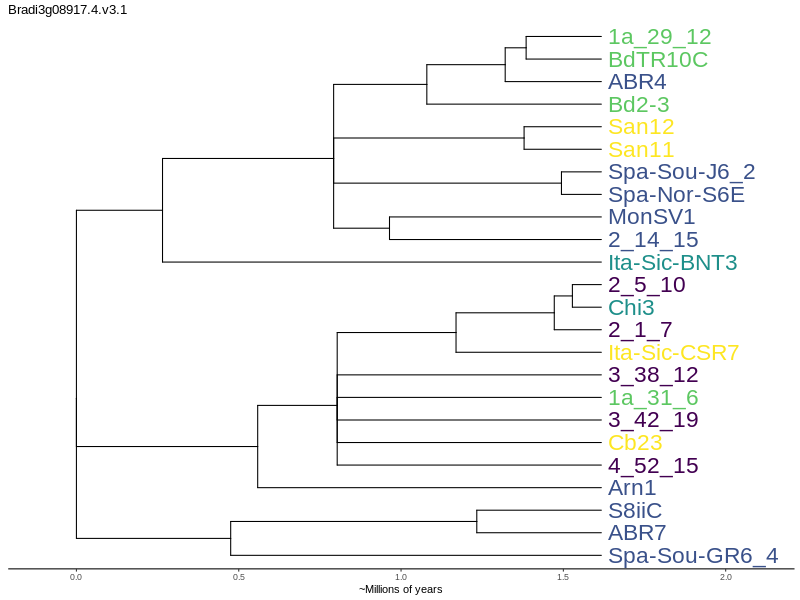 Bradi3g08917.4.v3.1
1a_29_12
BdTR10C
ABR4
Bd2-3
San12
San11
Spa-Sou-J6_2
Spa-Nor-S6E
MonSV1
2_14_15
Ita-Sic-BNT3
2_5_10
Chi3
2_1_7
Ita-Sic-CSR7
3_38_12
1a_31_6
3_42_19
Cb23
4_52_15
Arn1
S8iiC
ABR7
Spa-Sou-GR6_4
0.0 0.5 1.0 1.5 2.0
~Millions of years